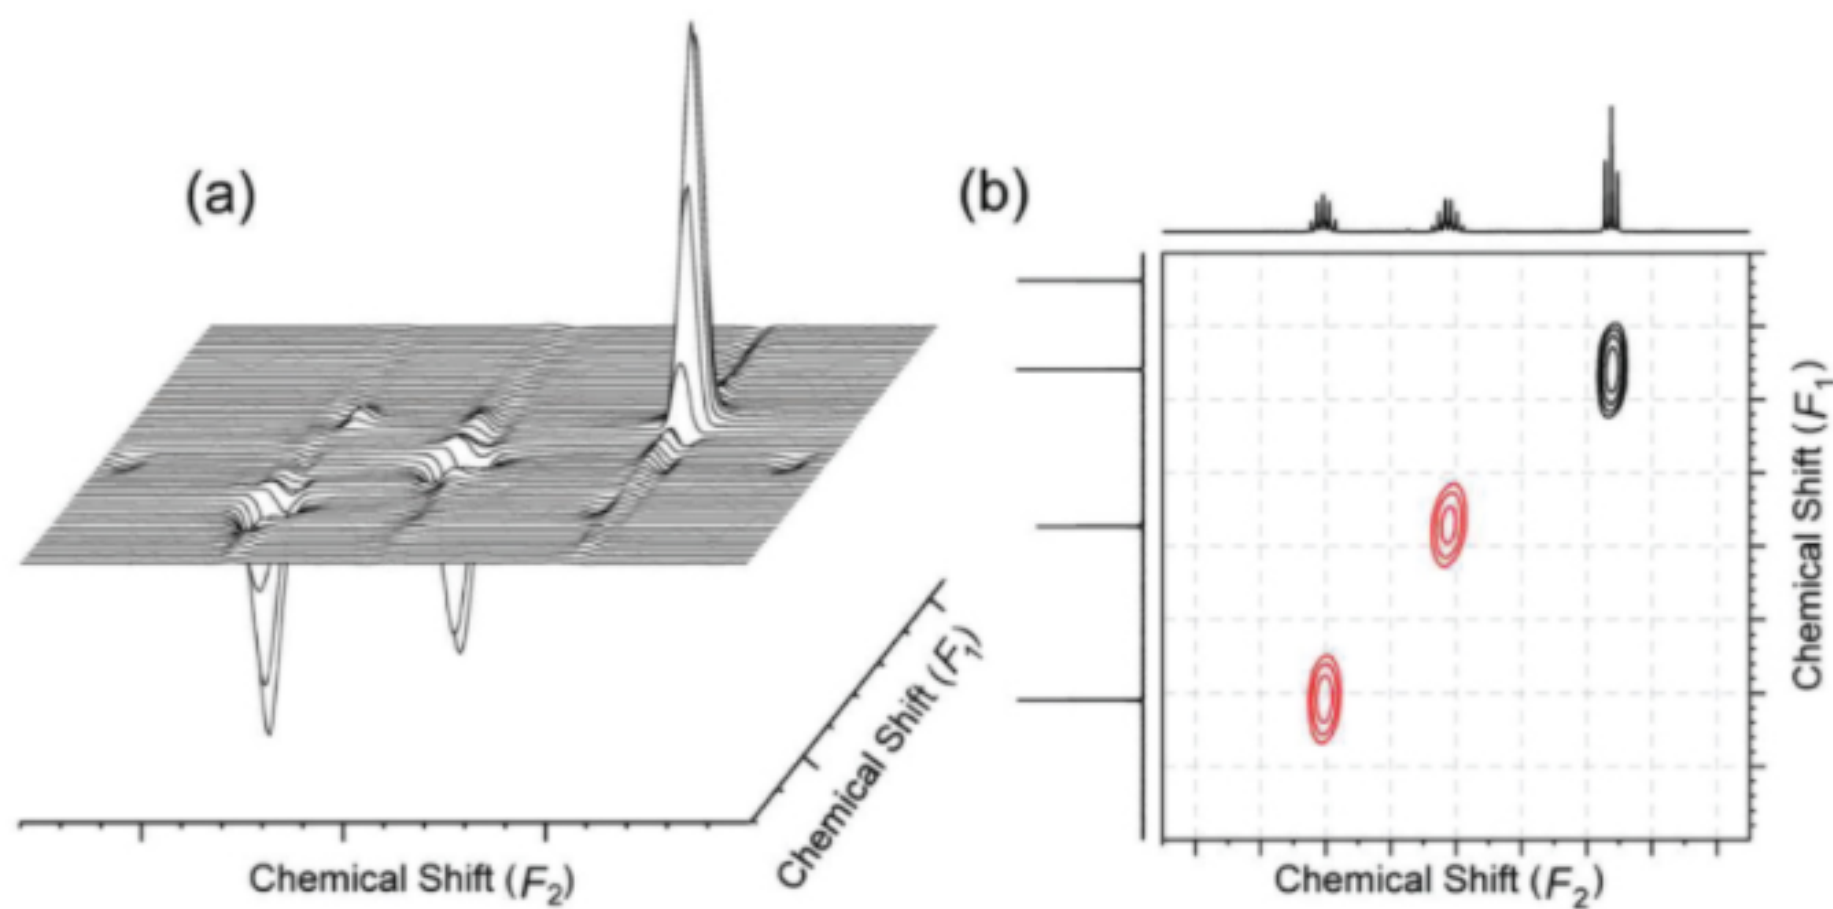 (a)
(b)
Chemical Shift (F₂)
Chemical Shift (F₁)
Chemical Shift (F₂)
Chemical Shift (F₁)